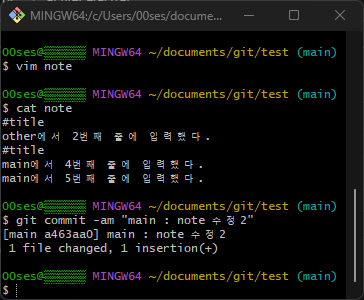 MINGW64:/c/Users/00ses/docume...
00ses@ MINGW64 ~/documents/git/test (main)
$ vim note
00ses@ MINGW64 ~/documents/git/test (main)
$ cat note
#title
other에서 2번째 줄에 입력했다.
#title
main에서 4번째 줄에 입력했다.
main에서 5번째 줄에 입력했다.
00ses@ MINGW64 ~/documents/git/test (main)
$ git commit -am "main : note 수정 2"
[main a463aa0] main : note 수정 2
1 file changed, 1 insertion(+)
00ses@ MINGW64 ~/documents/git/test (main)
$